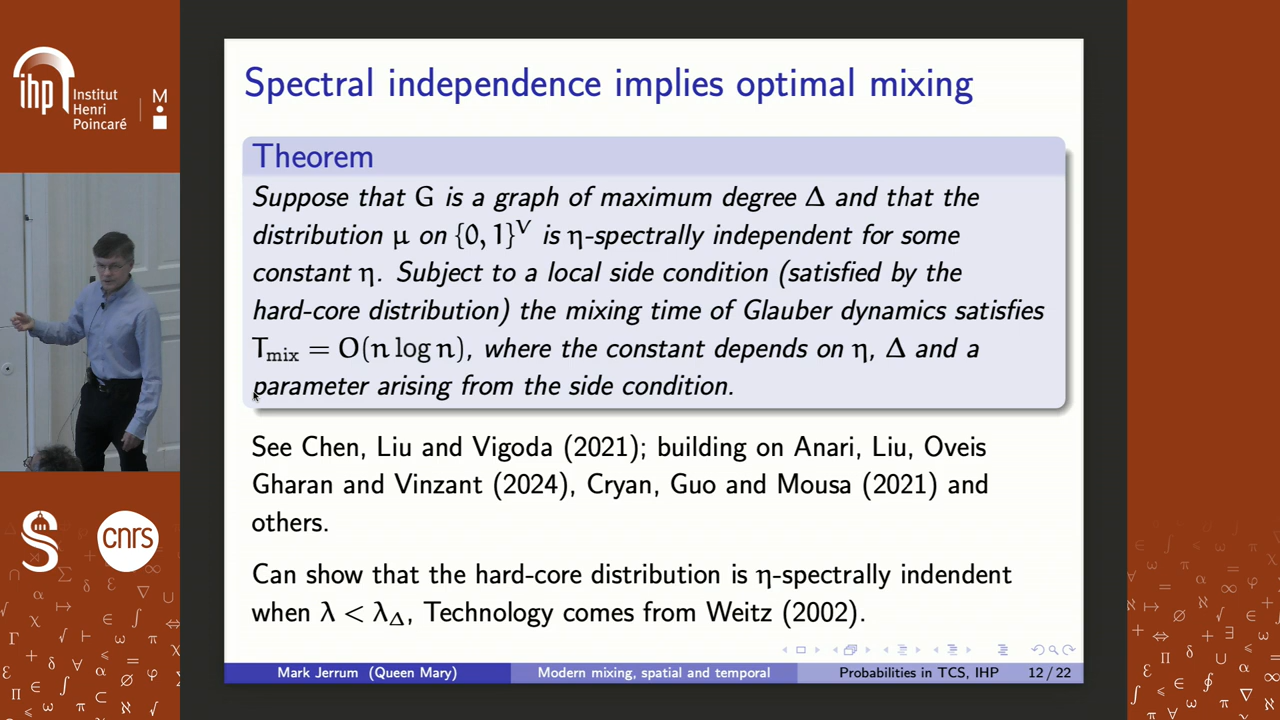 ihp
Institut
Henri
Poincaré
M
Spectral independence implies optimal mixing
Theorem
Suppose that G is a graph of maximum degree Δ and that the
distribution μ on {0, 1}^V is η-spectrally independent for some
constant η. Subject to a local side condition (satisfied by the
hard-core distribution) the mixing time of Glauber dynamics satisfies
T_mix = O(n log n), where the constant depends on η, Δ and a
parameter arising from the side condition.
See Chen, Liu and Vigoda (2021); building on Anari, Liu, Oveis
Gharan and Vinzant (2024), Cryan, Guo and Mousa (2021) and
others.
Can show that the hard-core distribution is η-spectrally indendent
when λ < λ_Δ, Technology comes from Weitz (2002).
Mark Jerrum (Queen Mary)
Modern mixing, spatial and temporal
Probabilities in TCS, IHP
12 / 22
S
cnrs